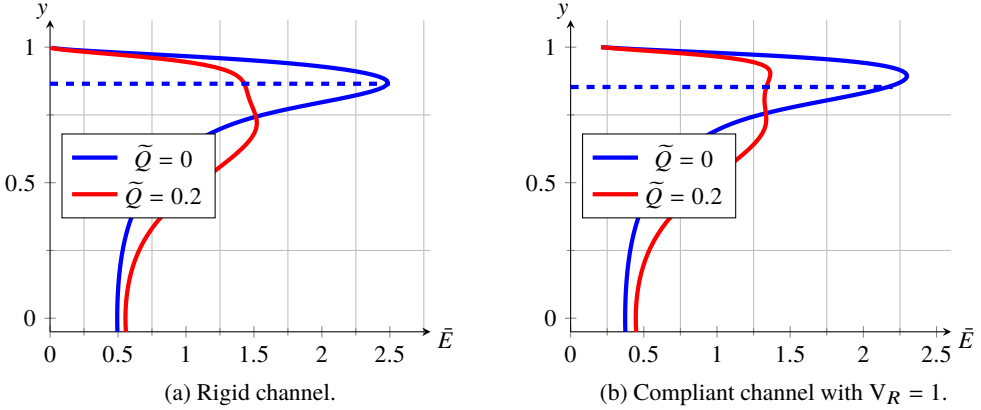 y
1
0.5
0
Q̃ = 0
Q̃ = 0.2
0 0.5 1 1.5 2 2.5
Ē
(a) Rigid channel.
y
1
0.5
0
Q̃ = 0
Q̃ = 0.2
0 0.5 1 1.5 2 2.5
Ē
(b) Compliant channel with V_R = 1.